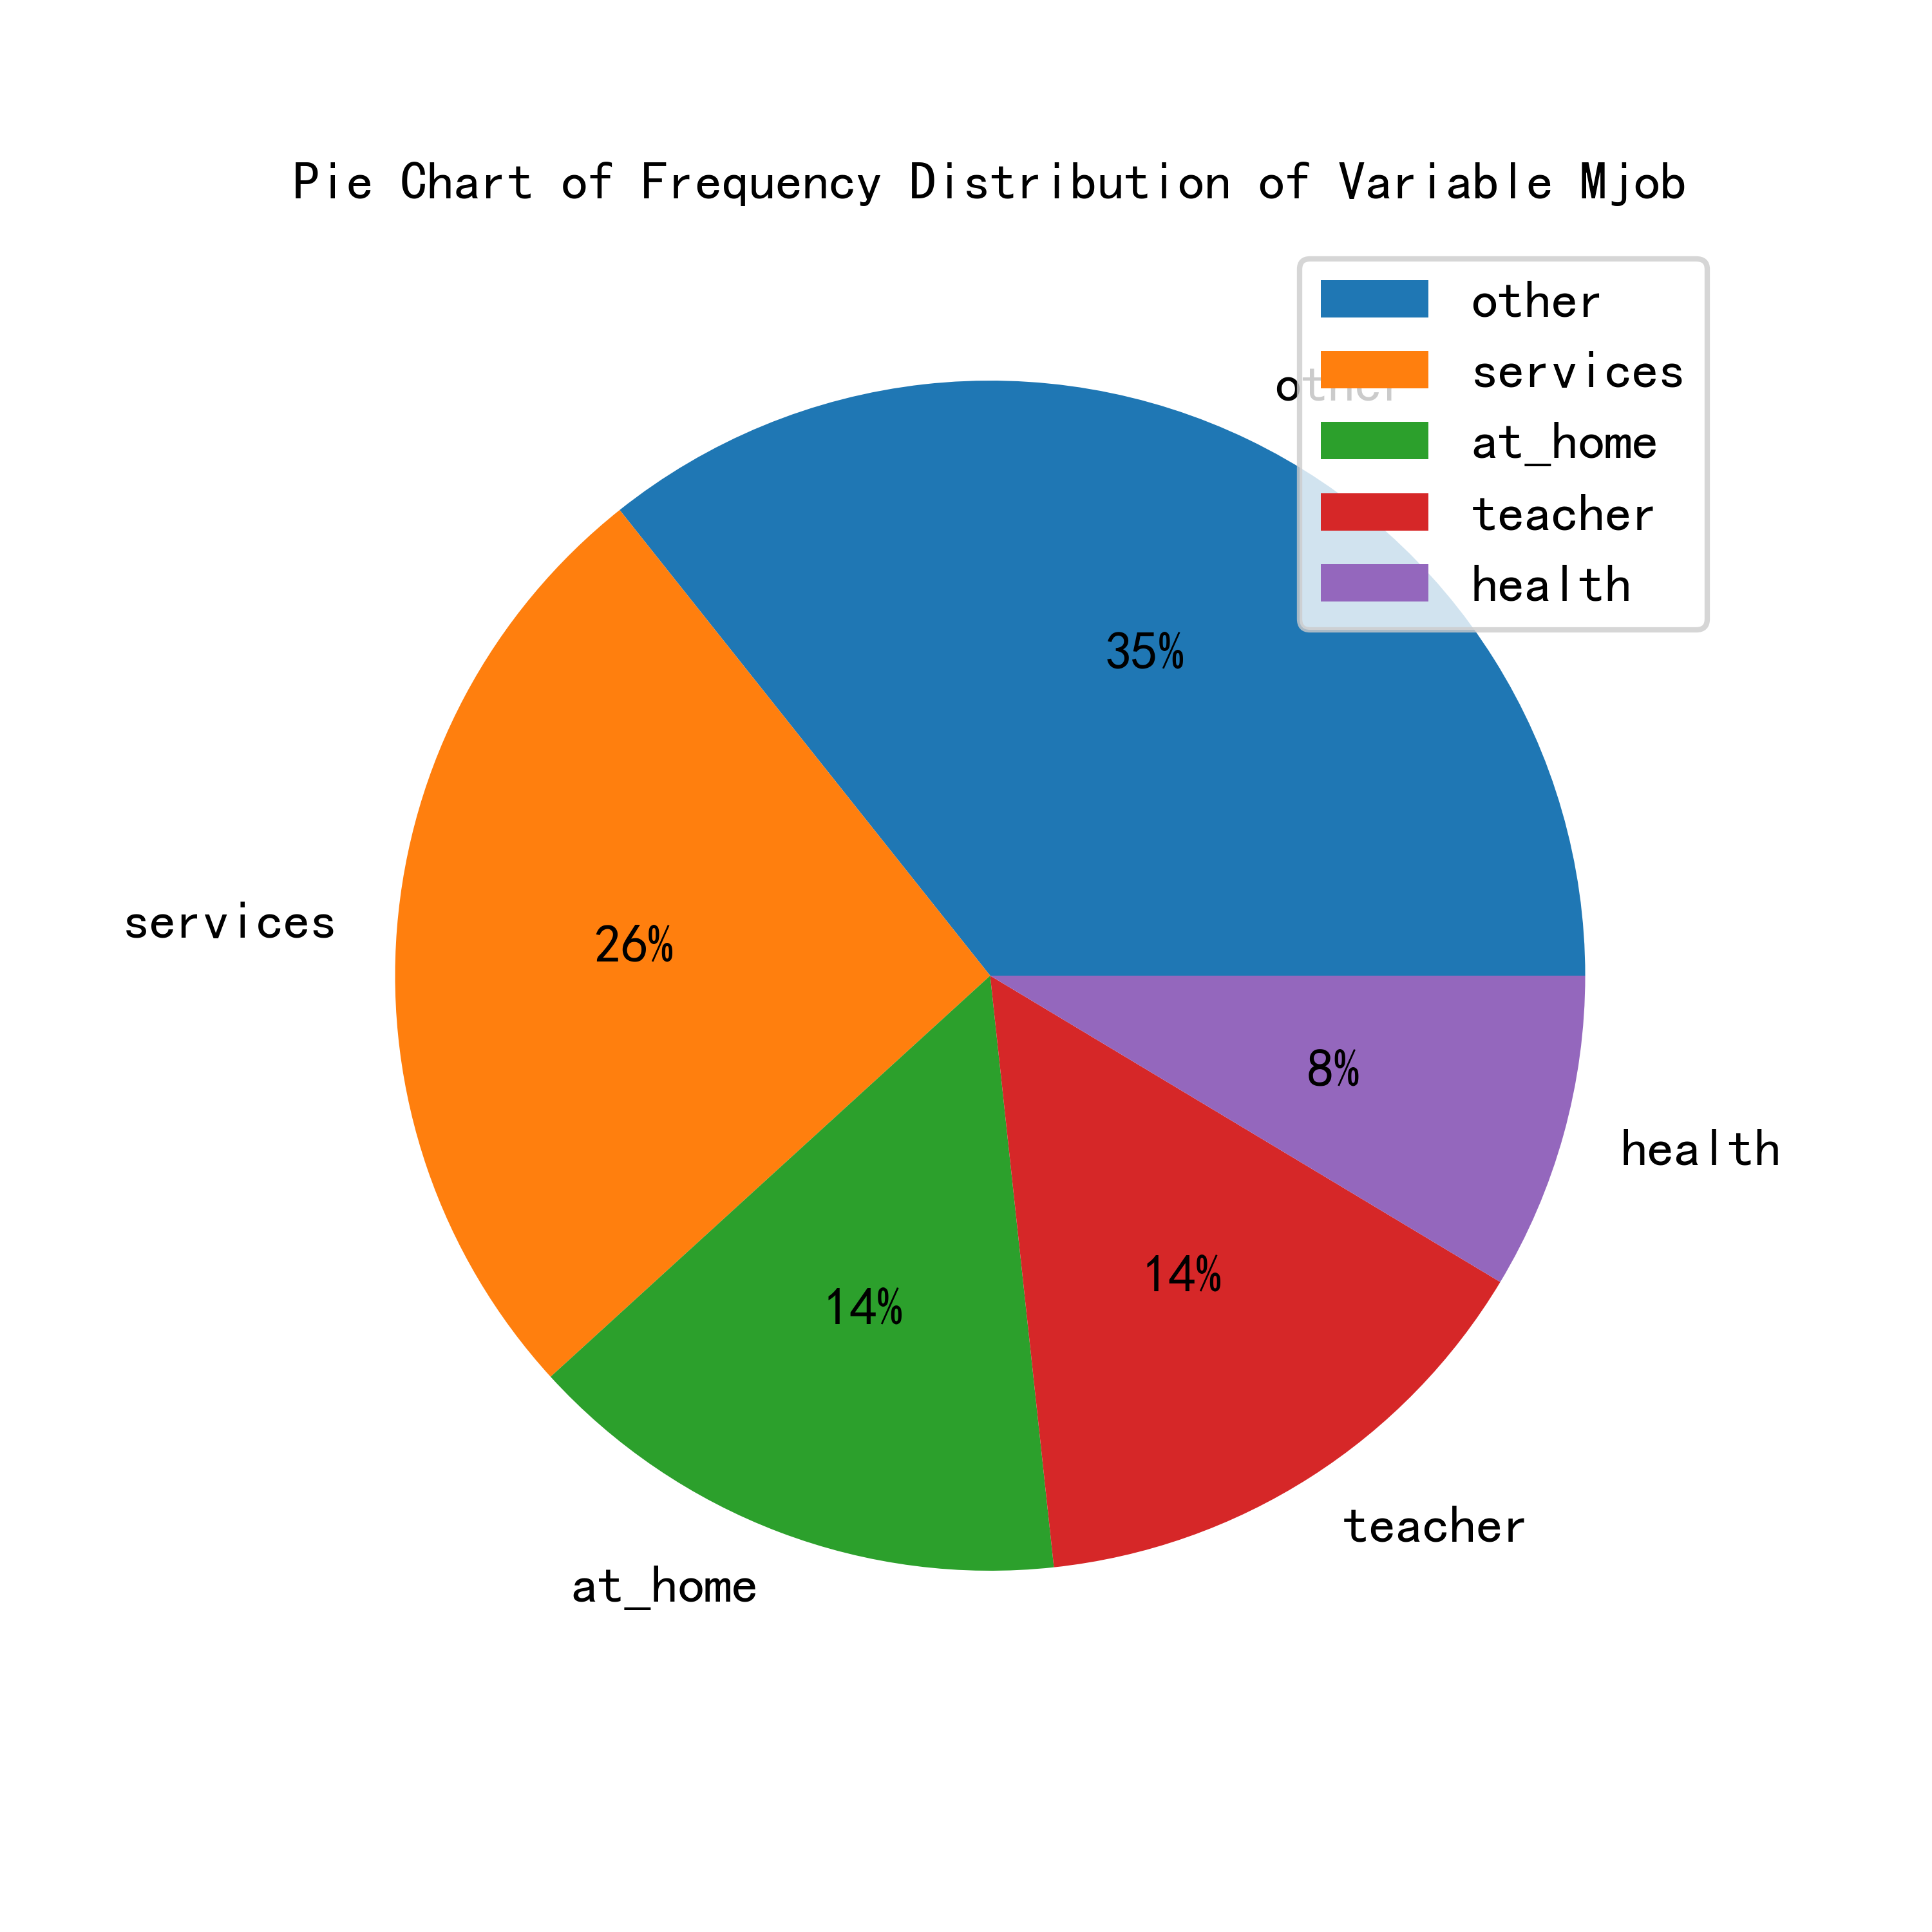 Pie Chart of Frequency Distribution of Variable Mjob
other
services
at_home
teacher
health
other
35%
services
26%
8%
health
14%
14%
teacher
at_home